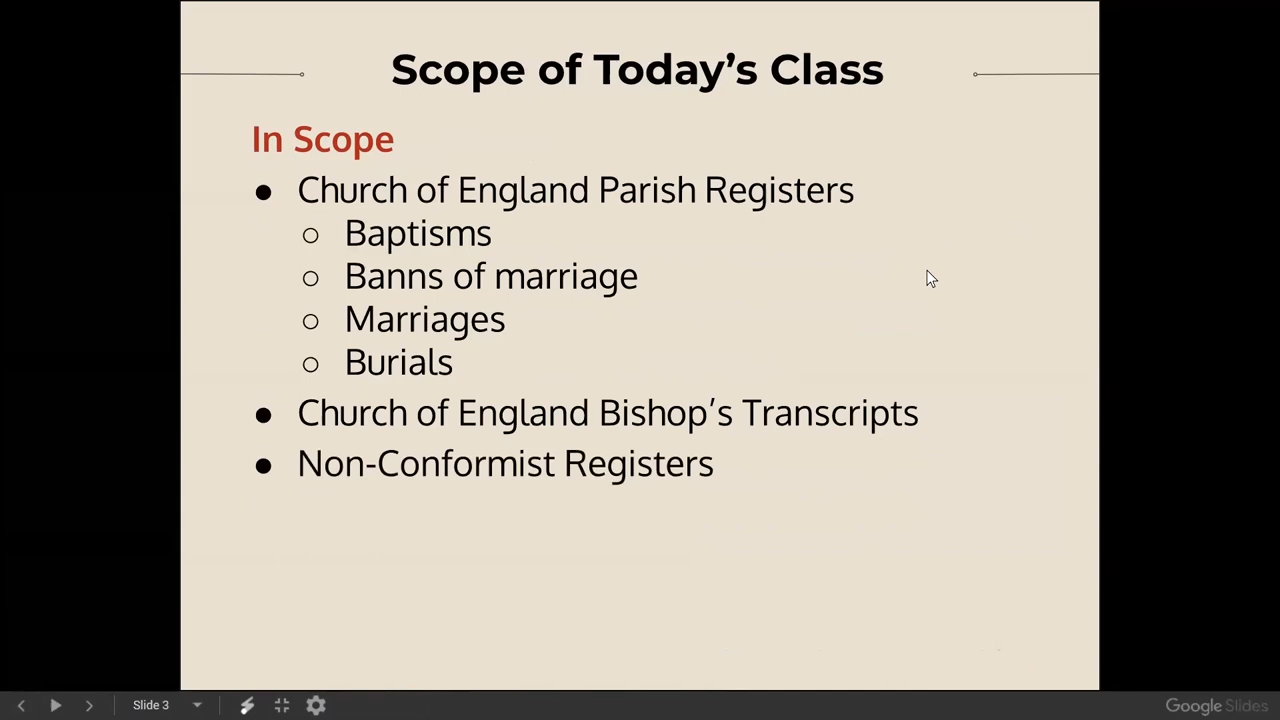 Scope of Today's Class
In Scope
● Church of England Parish Registers
○ Baptisms
○ Banns of marriage
○ Marriages
○ Burials
● Church of England Bishop's Transcripts
● Non-Conformist Registers
Slide 3
Google Slides